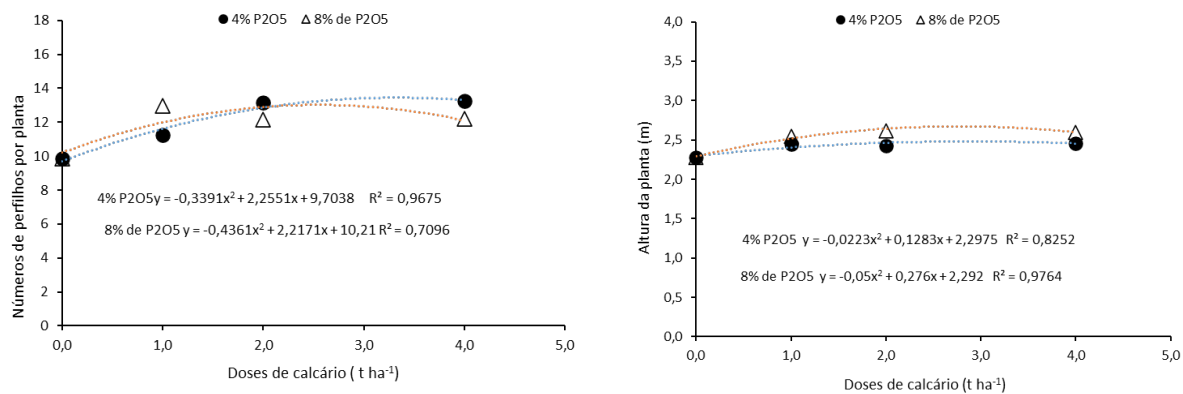 ● 4% P2O5 △ 8% de P2O5
Números de perfilhos por planta
18
16
14
12
10
8
6
4
2
0
4% P2O5y = -0,3391x² + 2,2551x + 9,7038 R² = 0,9675
8% de P2O5 y = -0,4361x² + 2,2171x + 10,21 R² = 0,7096
0,0 1,0 2,0 3,0 4,0 5,0
Doses de calcário ( t ha⁻¹)
● 4% P2O5 △ 8% de P2O5
Altura da planta (m)
4,0
3,5
3,0
2,5
2,0
1,5
1,0
0,5
0,0
4% P2O5 y = -0,0223x² + 0,1283x + 2,2975 R² = 0,8252
8% de P2O5 y = -0,05x² + 0,276x + 2,292 R² = 0,9764
0,0 1,0 2,0 3,0 4,0 5,0
Doses de calcário (t ha⁻¹)